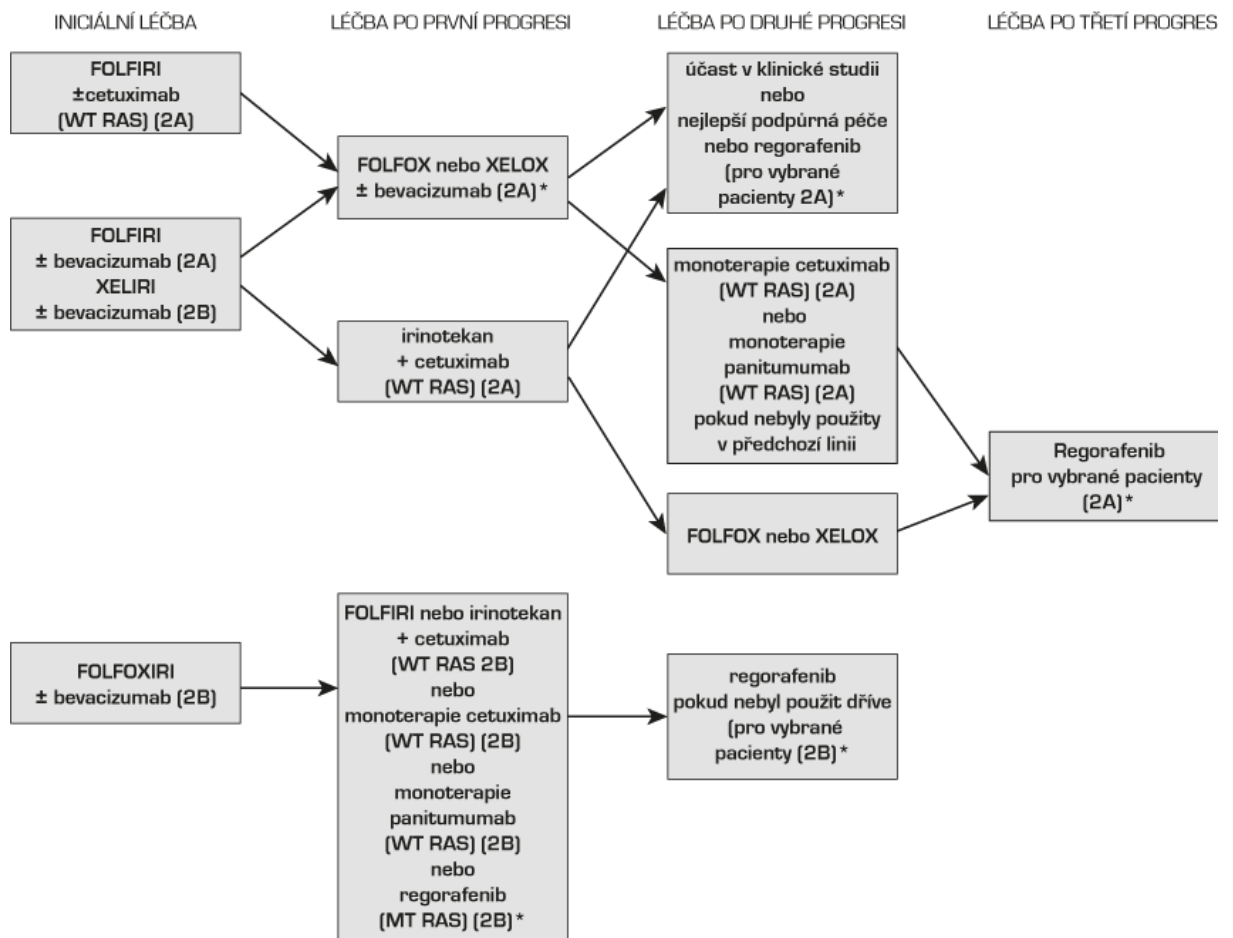 INICIÁLNÍ LÉČBA
LÉČBA PO PRVNÍ PROGRESI
LÉČBA PO DRUHÉ PROGRESI
LÉČBA PO TŘETÍ PROGRES
FOLFIRI
±cetuximab
(WT RAS) (2A)
FOLFIRI
± bevacizumab (2A)
XELIRI
± bevacizumab (2B)
FOLFOX nebo XELOX
± bevacizumab (2A)*
irinotekan
+ cetuximab
(WT RAS) (2A)
účast v klinické studii
nebo
nejlepší podpůrná péče
nebo regorafenib
(pro vybrané
pacienty 2A)*
monoterapie cetuximab
(WT RAS) (2A)
nebo
monoterapie
panitumumab
(WT RAS) (2A)
pokud nebyly použity
v předchozí linii
FOLFOX nebo XELOX
Regorafenib
pro vybrané pacienty
(2A)*
FOLFOXIRI
± bevacizumab (2B)
FOLFIRI nebo irinotekan
+ cetuximab
(WT RAS 2B)
nebo
monoterapie cetuximab
(WT RAS) (2B)
nebo
monoterapie
panitumumab
(WT RAS) (2B)
nebo
regorafenib
(MT RAS) (2B)*
regorafenib
pokud nebyl použit dříve
(pro vybrané
pacienty (2B)*